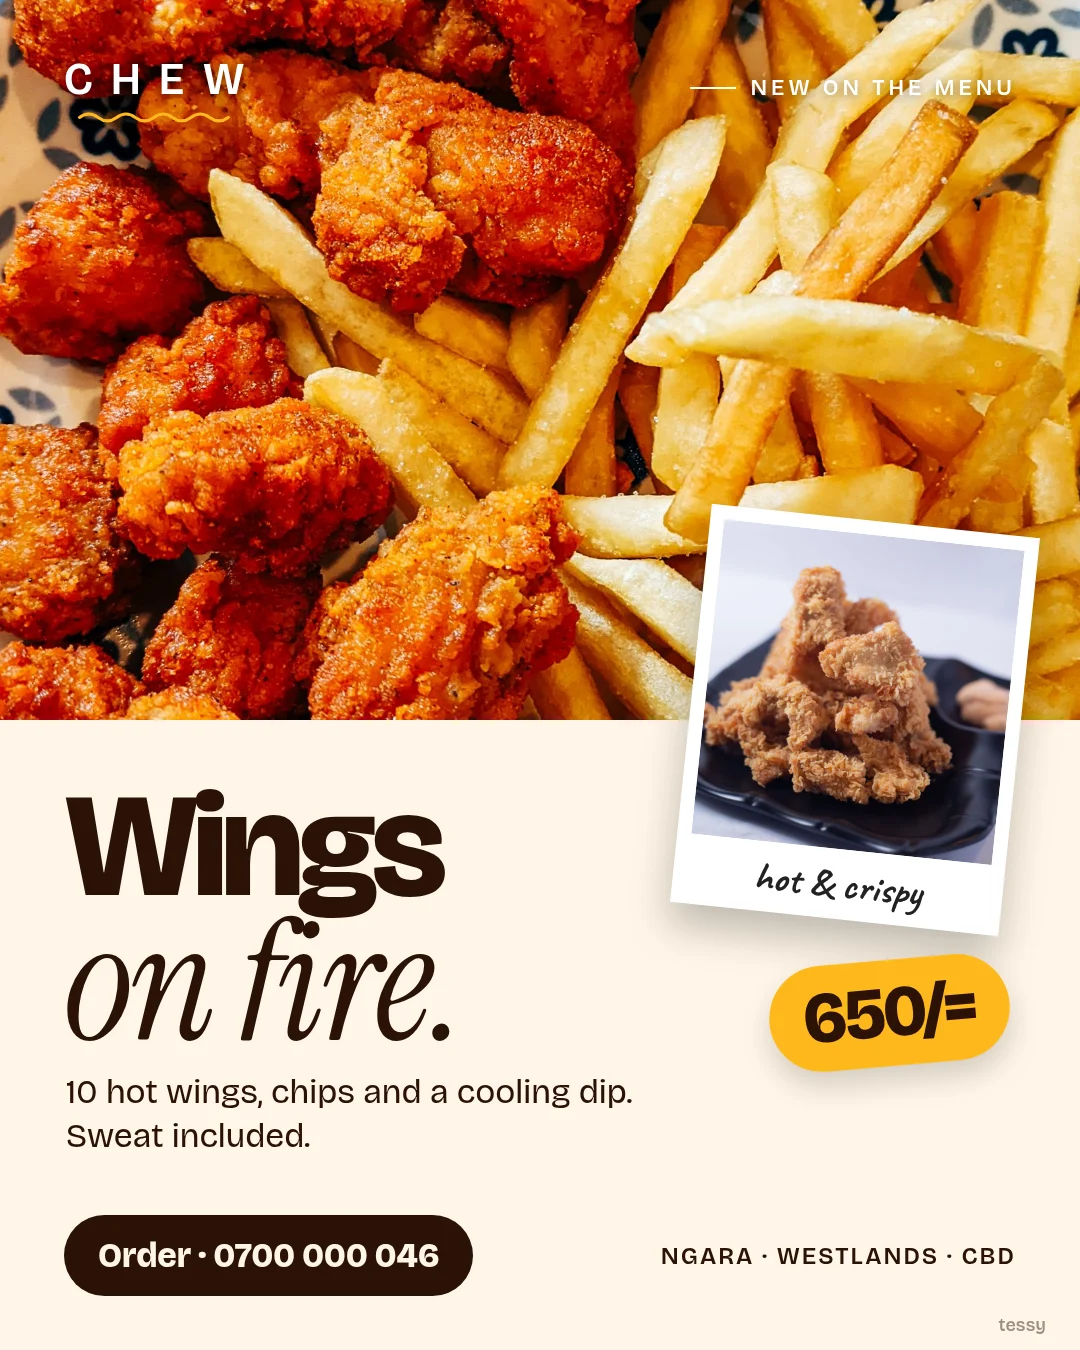 CHEW
NEW ON THE MENU
hot & crispy
Wings
on fire.
650/=
10 hot wings, chips and a cooling dip.
Sweat included.
Order · 0700 000 046
NGARA · WESTLANDS · CBD
tessy